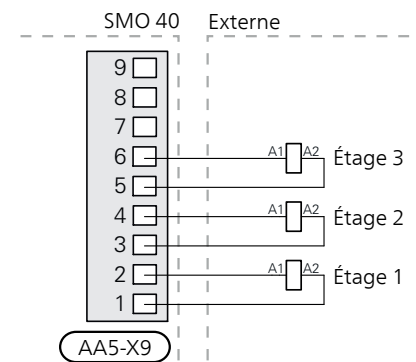 SMO 40 Externe
9
8
7
6 A1 A2 Étage 3
5
4 A1 A2 Étage 2
3
2 A1 A2 Étage 1
1
AA5-X9